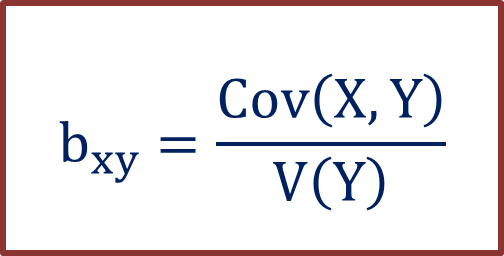 b_xy = Cov(X, Y) / V(Y)